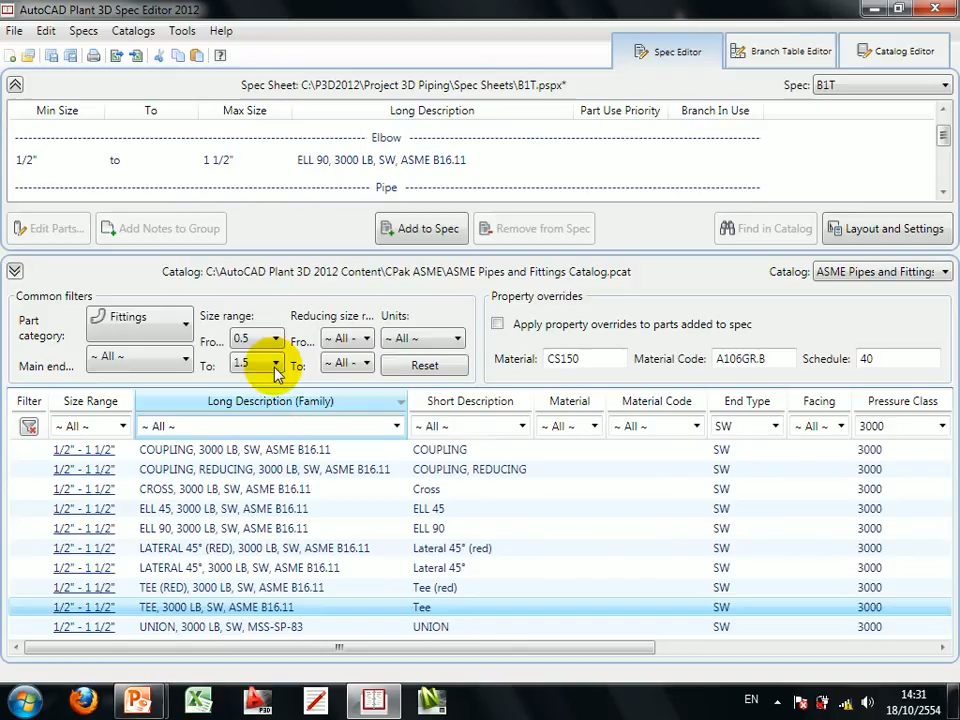 AutoCAD Plant 3D Spec Editor 2012
File Edit Specs Catalogs Tools Help
Spec Editor Branch Table Editor Catalog Editor
Spec Sheet: C:\P3D2012\Project 3D Piping\Spec Sheets\B1T.pspx* Spec: B1T
Min Size To Max Size Long Description Part Use Priority Branch In Use
Elbow
1/2" to 1 1/2" ELL 90, 3000 LB, SW, ASME B16.11
Pipe
Edit Parts... Add Notes to Group Add to Spec Remove from Spec Find in Catalog Layout and Settings
Catalog: C:\AutoCAD Plant 3D 2012 Content\CPak ASME\ASME Pipes and Fittings Catalog.pcat Catalog: ASME Pipes and Fittings
Common filters Property overrides
Part category: Fittings Size range: Reducing size r... Units:
Fro... 0.5 Fro... ~ All ~ ~ All ~ Apply property overrides to parts added to spec
Main end... ~ All ~ To: 1.5 To: ~ All ~ Reset Material: CS150 Material Code: A106GR.B Schedule: 40
Filter Size Range Long Description (Family) Short Description Material Material Code End Type Facing Pressure Class
~ All ~ ~ All ~ ~ All ~ ~ All ~ ~ All ~ SW ~ All ~ 3000
1/2" - 1 1/2" COUPLING, 3000 LB, SW, ASME B16.11 COUPLING SW 3000
1/2" - 1 1/2" COUPLING, REDUCING, 3000 LB, SW, ASME B16.11 COUPLING, REDUCING SW 3000
1/2" - 1 1/2" CROSS, 3000 LB, SW, ASME B16.11 Cross SW 3000
1/2" - 1 1/2" ELL 45, 3000 LB, SW, ASME B16.11 ELL 45 SW 3000
1/2" - 1 1/2" ELL 90, 3000 LB, SW, ASME B16.11 ELL 90 SW 3000
1/2" - 1 1/2" LATERAL 45° (RED), 3000 LB, SW, ASME B16.11 Lateral 45° (red) SW 3000
1/2" - 1 1/2" LATERAL 45°, 3000 LB, SW, ASME B16.11 Lateral 45° SW 3000
1/2" - 1 1/2" TEE (RED), 3000 LB, SW, ASME B16.11 Tee (red) SW 3000
1/2" - 1 1/2" TEE, 3000 LB, SW, ASME B16.11 Tee SW 3000
1/2" - 1 1/2" UNION, 3000 LB, SW, MSS-SP-83 UNION SW 3000
EN 14:31
18/10/2554